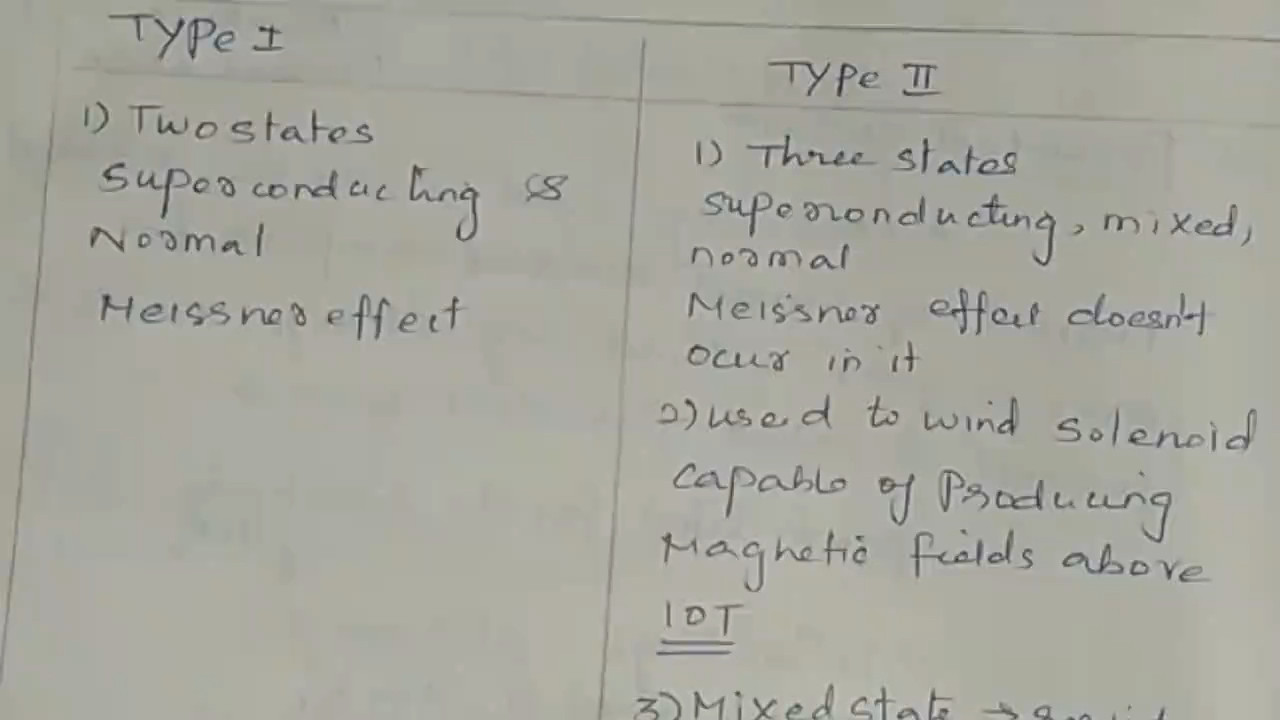 Type I
1) Two states
Superconducting &
Normal
Meissner effect
Type II
1) Three states
superconducting, mixed,
normal
Meissner effect doesn't
ocur in it
2) used to wind solenoid
capable of Producing
Magnetic fields above
10T
3) Mixed state →